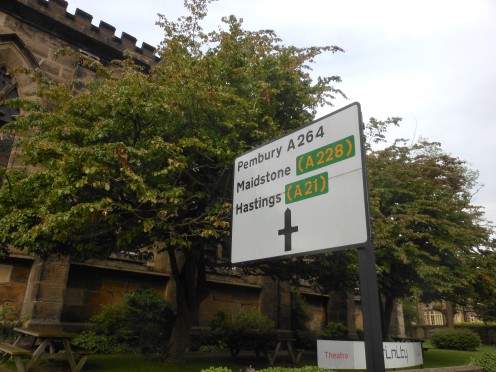 Pembury A264
Maidstone (A228)
Hastings (A21)
Theatre